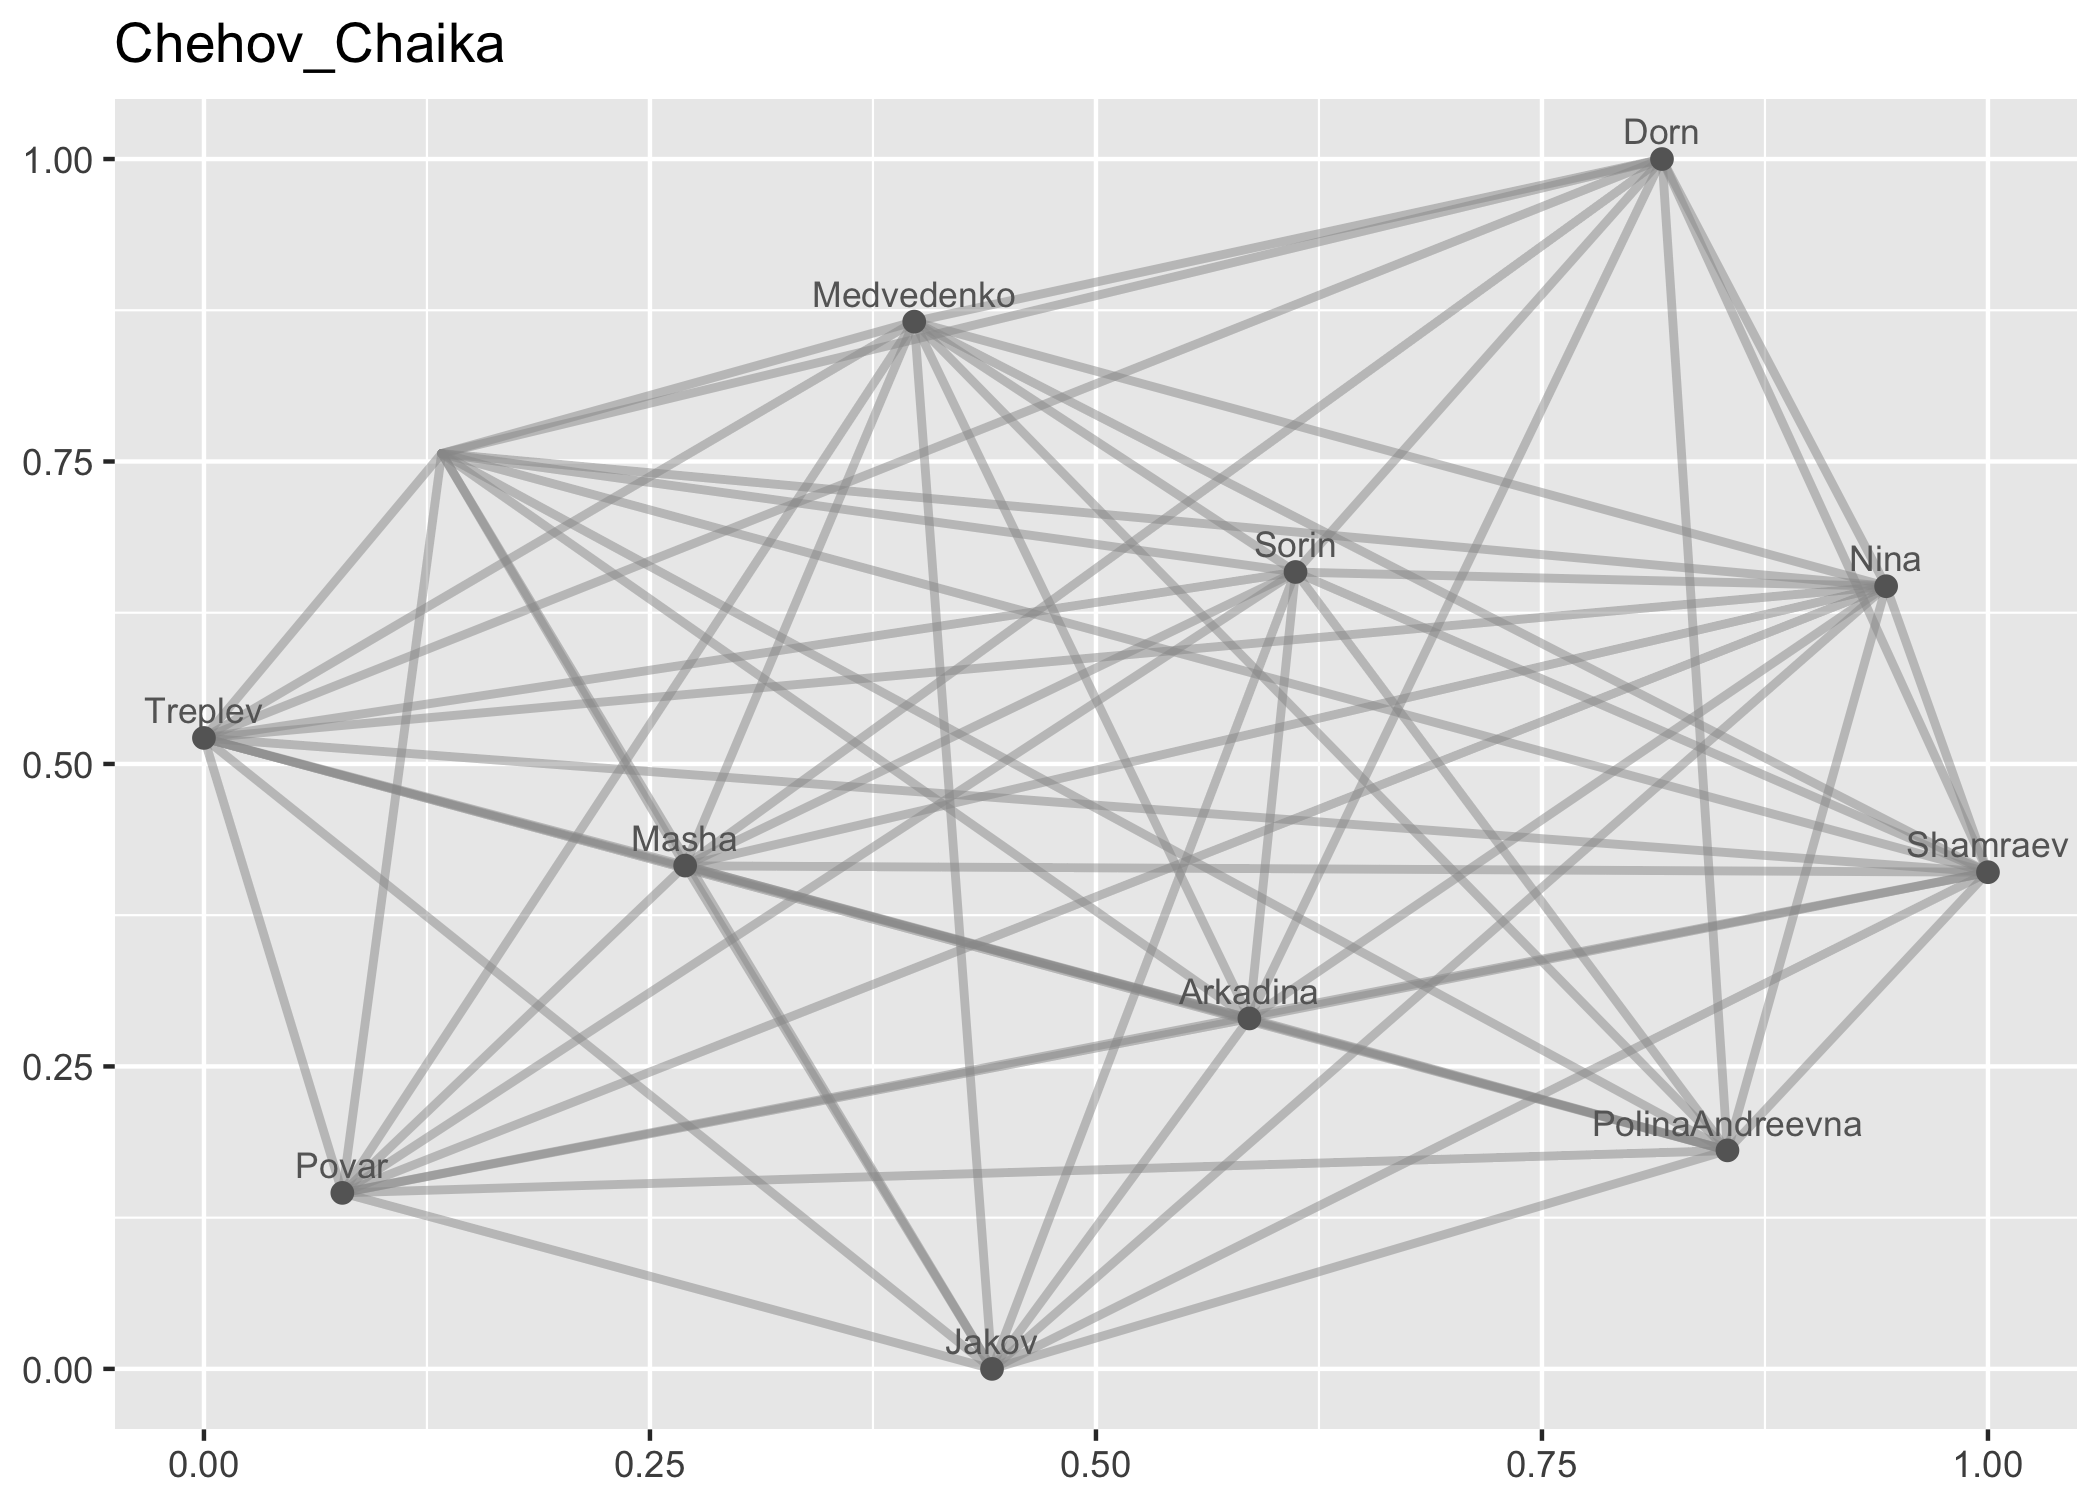 Chehov_Chaika
Dorn
1.00
Medvedenko
0.75
Sorin
Nina
Treplev
0.50
Masha
Shamraev
Arkadina
0.25
PolinaAndreevna
Povar
Jakov
0.00
0.00 0.25 0.50 0.75 1.00